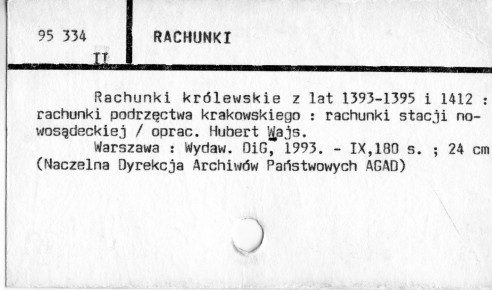 95 334
RACHUNKI
II
Rachunki królewskie z lat 1393-1395 i 1412 :
rachunki podrzęctwa krakowskiego : rachunki stacji no-
wosądeckiej / oprac. Hubert Wajs.
Warszawa : Wydaw. DiG, 1993. - IX,180 s. ; 24 cm
(Naczelna Dyrekcja Archiwów Państwowych AGAD)